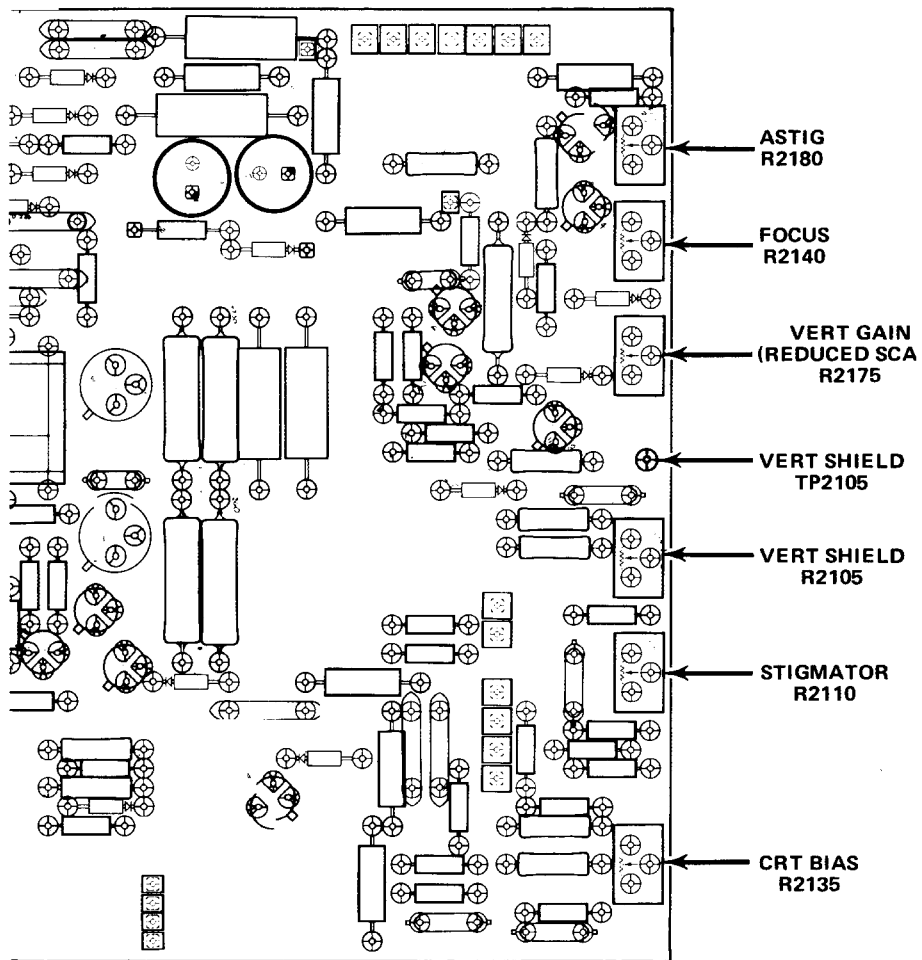 ASTIG
R2180
FOCUS
R2140
VERT GAIN
(REDUCED SCA
R2175
VERT SHIELD
TP2105
VERT SHIELD
R2105
STIGMATOR
R2110
CRT BIAS
R2135